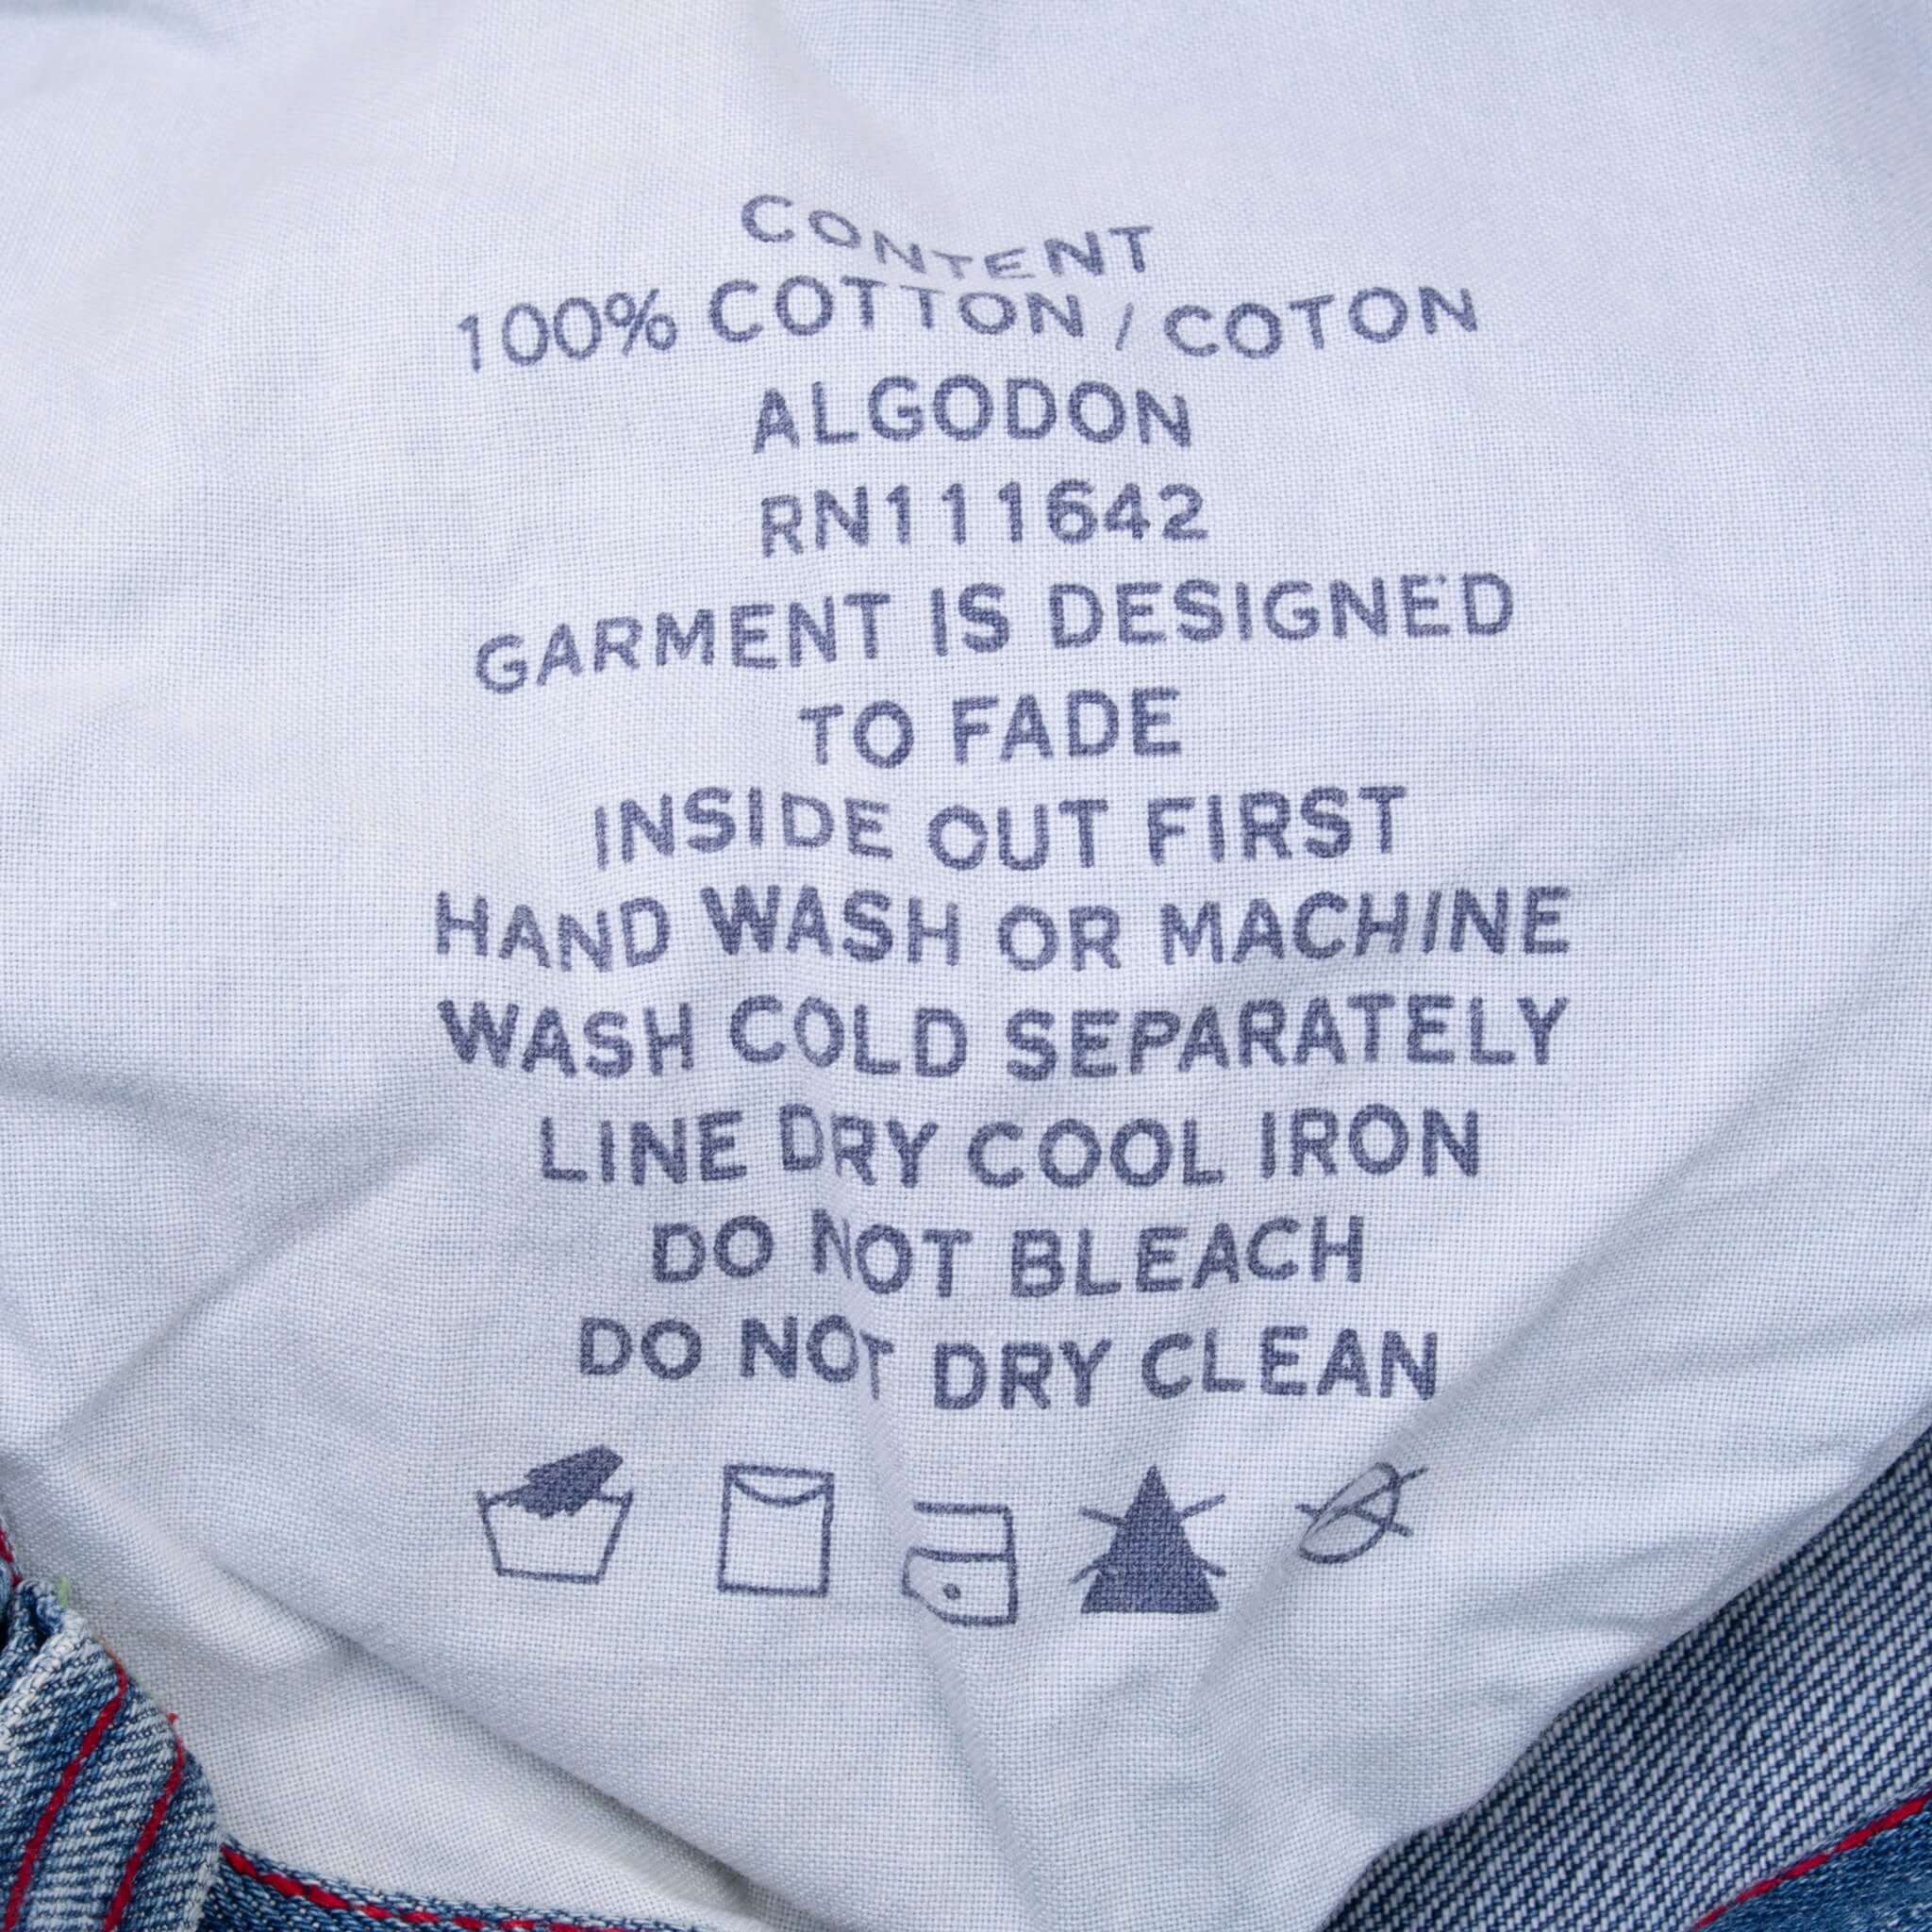 CONTENT
100% COTTON / COTON
ALGODON
RN111642
GARMENT IS DESIGNED
TO FADE
INSIDE OUT FIRST
HAND WASH OR MACHINE
WASH COLD SEPARATELY
LINE DRY COOL IRON
DO NOT BLEACH
DO NOT DRY CLEAN